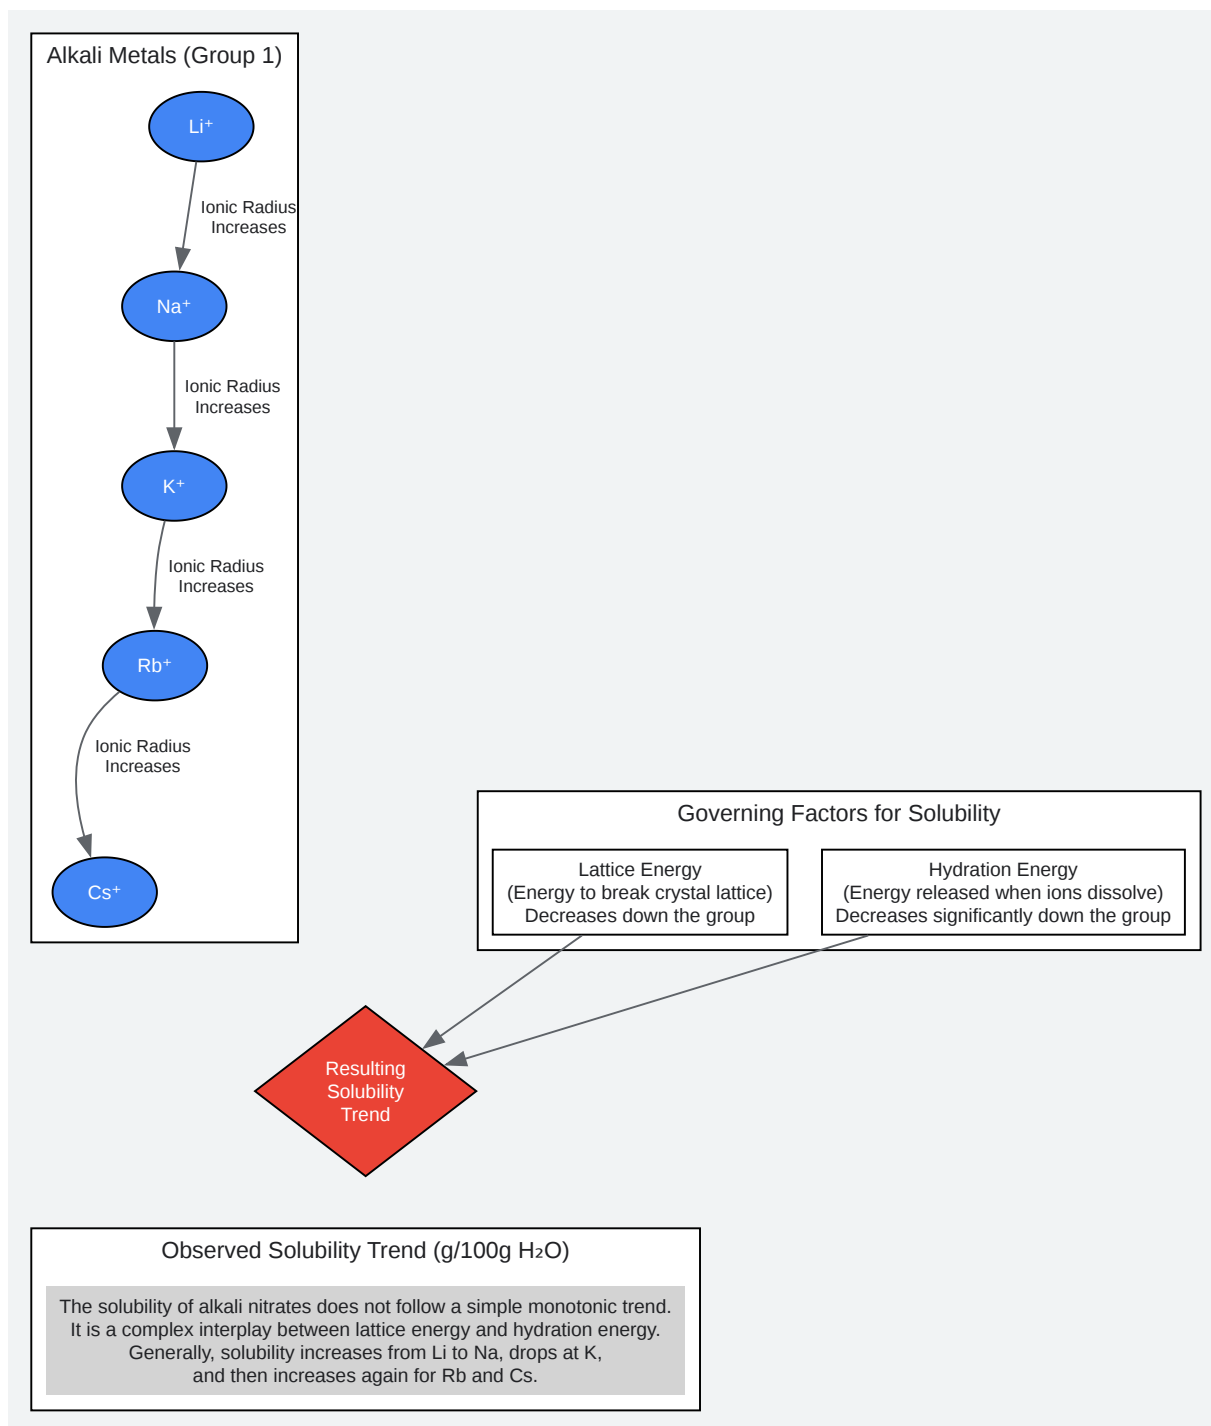 Alkali Metals (Group 1)
Li⁺
Ionic Radius
Increases
Na⁺
Ionic Radius
Increases
K⁺
Ionic Radius
Increases
Rb⁺
Ionic Radius
Increases
Cs⁺
Governing Factors for Solubility
Lattice Energy
(Energy to break crystal lattice)
Decreases down the group
Hydration Energy
(Energy released when ions dissolve)
Decreases significantly down the group
Resulting
Solubility
Trend
Observed Solubility Trend (g/100g H₂O)
The solubility of alkali nitrates does not follow a simple monotonic trend.
It is a complex interplay between lattice energy and hydration energy.
Generally, solubility increases from Li to Na, drops at K,
and then increases again for Rb and Cs.